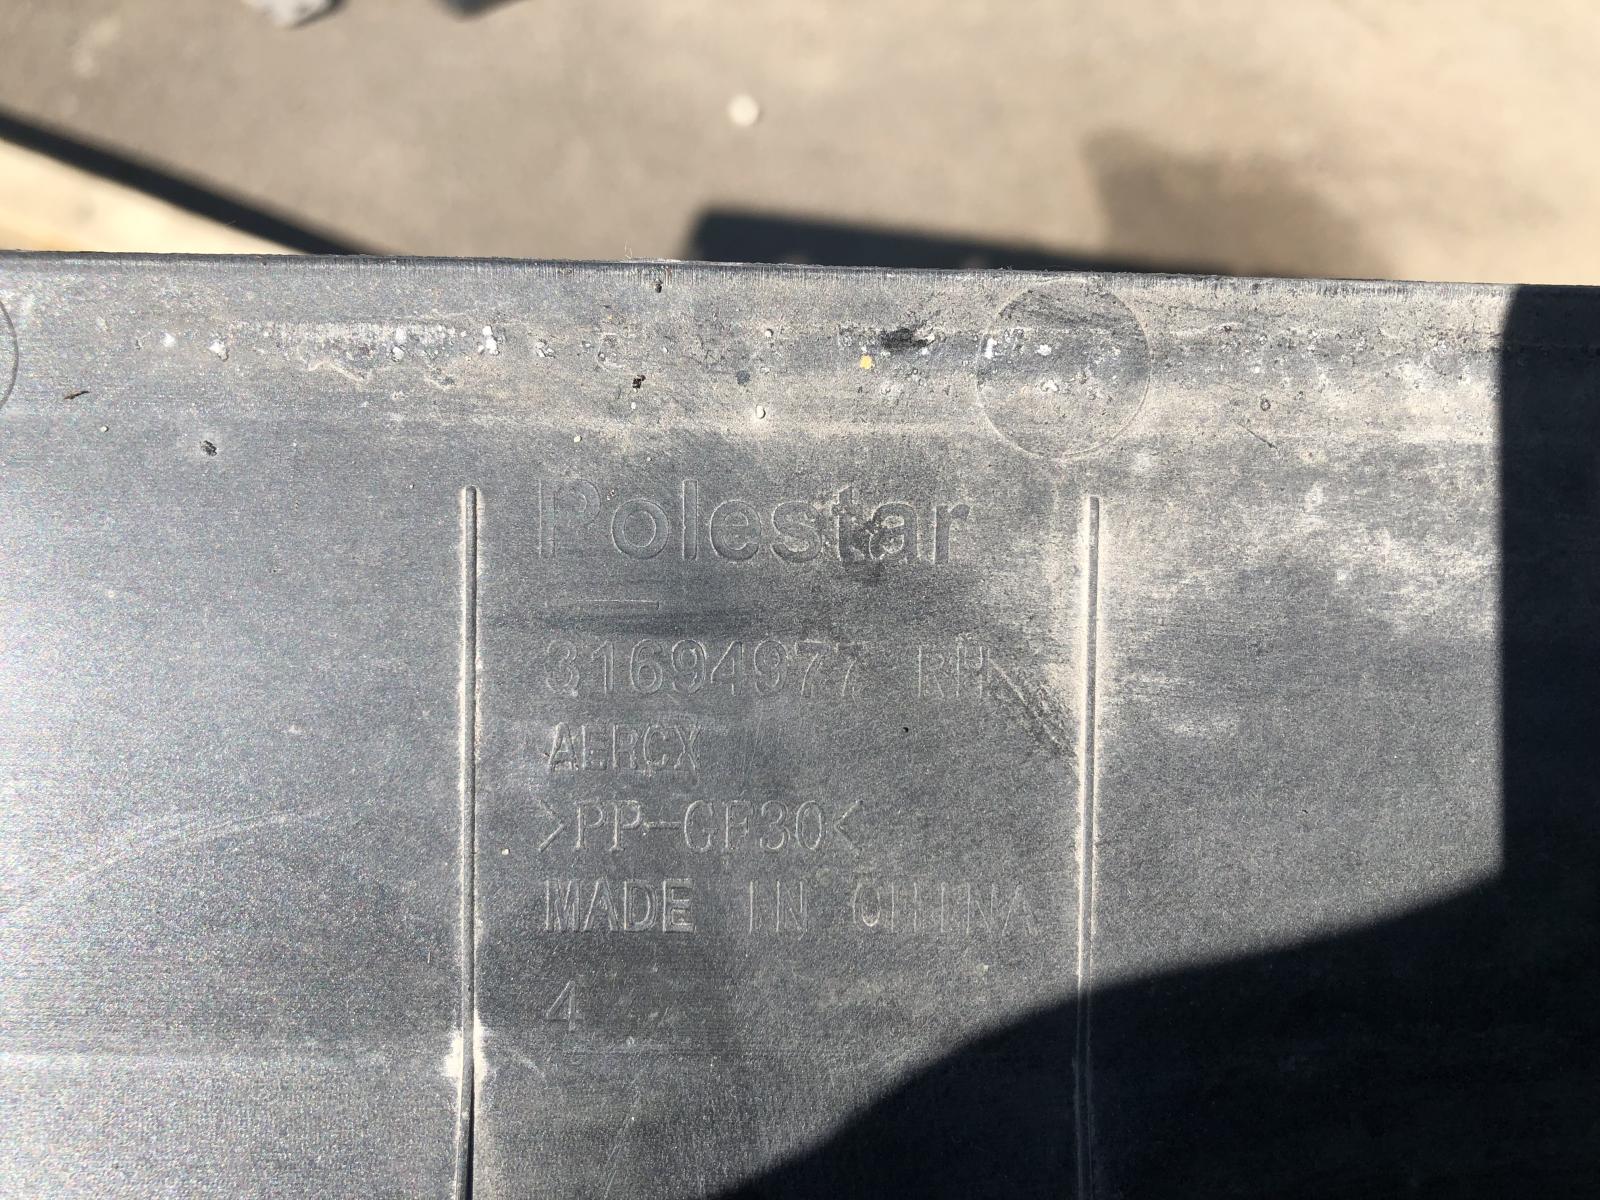 Polestar
31694977 RH
AERCX
>PP-GF30<
MADE IN CHINA
4